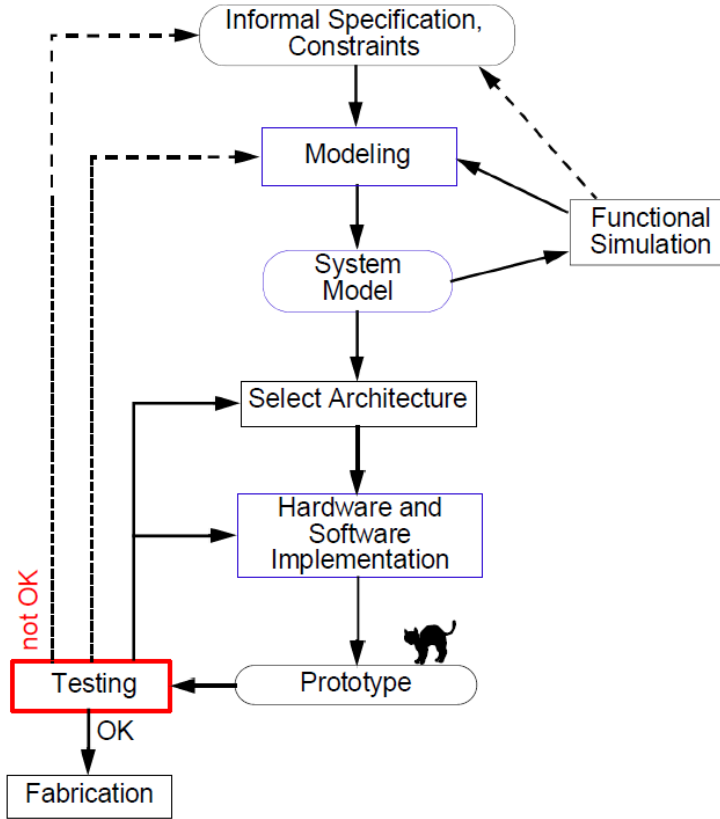 Informal Specification,
Constraints
Modeling
Functional
Simulation
System
Model
Select Architecture
Hardware and
Software
Implementation
not OK
Testing
Prototype
OK
Fabrication